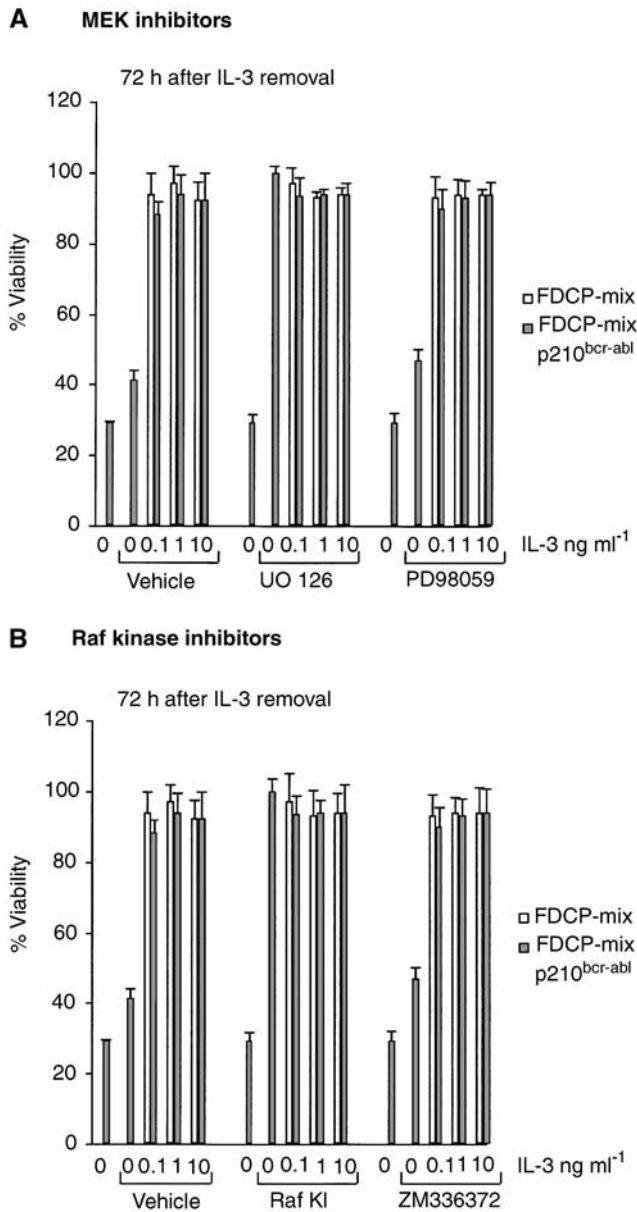 A MEK inhibitors
72 h after IL-3 removal
120
100
80
60
40
20
0
% Viability
FDCP-mix
FDCP-mix
p210bcr-abl
0 0 0.1 1 10 0 0 0.1 1 10 0 0 0.1 1 10 IL-3 ng ml-1
Vehicle UO 126 PD98059
B Raf kinase inhibitors
72 h after IL-3 removal
120
100
80
60
40
20
0
% Viability
FDCP-mix
FDCP-mix
p210bcr-abl
0 0 0.1 1 10 0 0 0.1 1 10 0 0 0.11 10 IL-3 ng ml-1
Vehicle Raf KI ZM336372